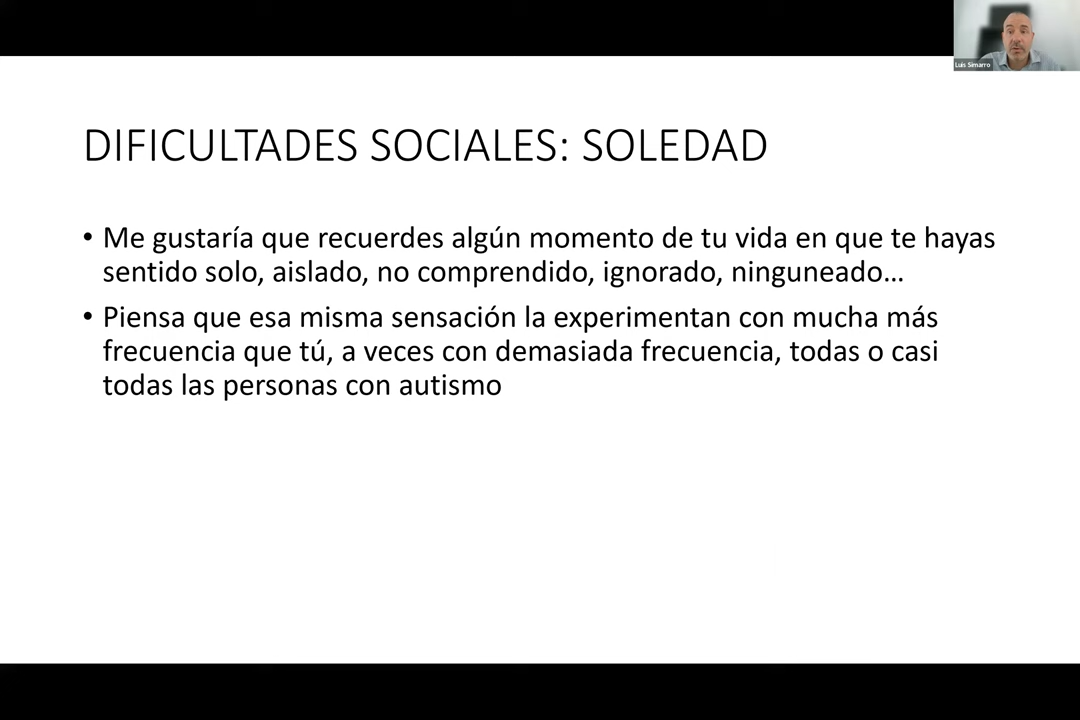 Luis Simarro
DIFICULTADES SOCIALES: SOLEDAD
• Me gustaría que recuerdes algún momento de tu vida en que te hayas
sentido solo, aislado, no comprendido, ignorado, ninguneado...
• Piensa que esa misma sensación la experimentan con mucha más
frecuencia que tú, a veces con demasiada frecuencia, todas o casi
todas las personas con autismo